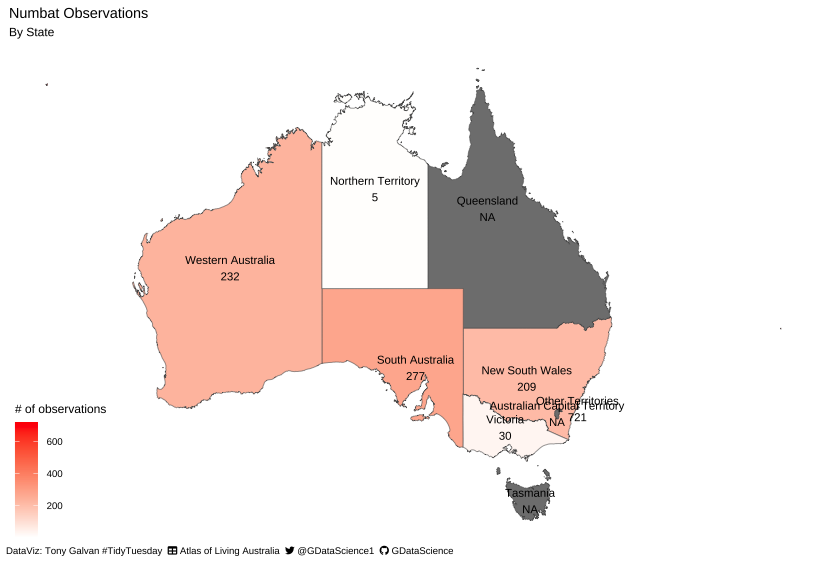 Numbat Observations
By State
Northern Territory
5
Queensland
NA
Western Australia
232
South Australia
277
New South Wales
209
Other Territories
721
Australian Capital Territory
NA
Victoria
30
Tasmania
NA
# of observations
600
400
200
DataViz: Tony Galvan #TidyTuesday Atlas of Living Australia @GDataScience1 GDataScience